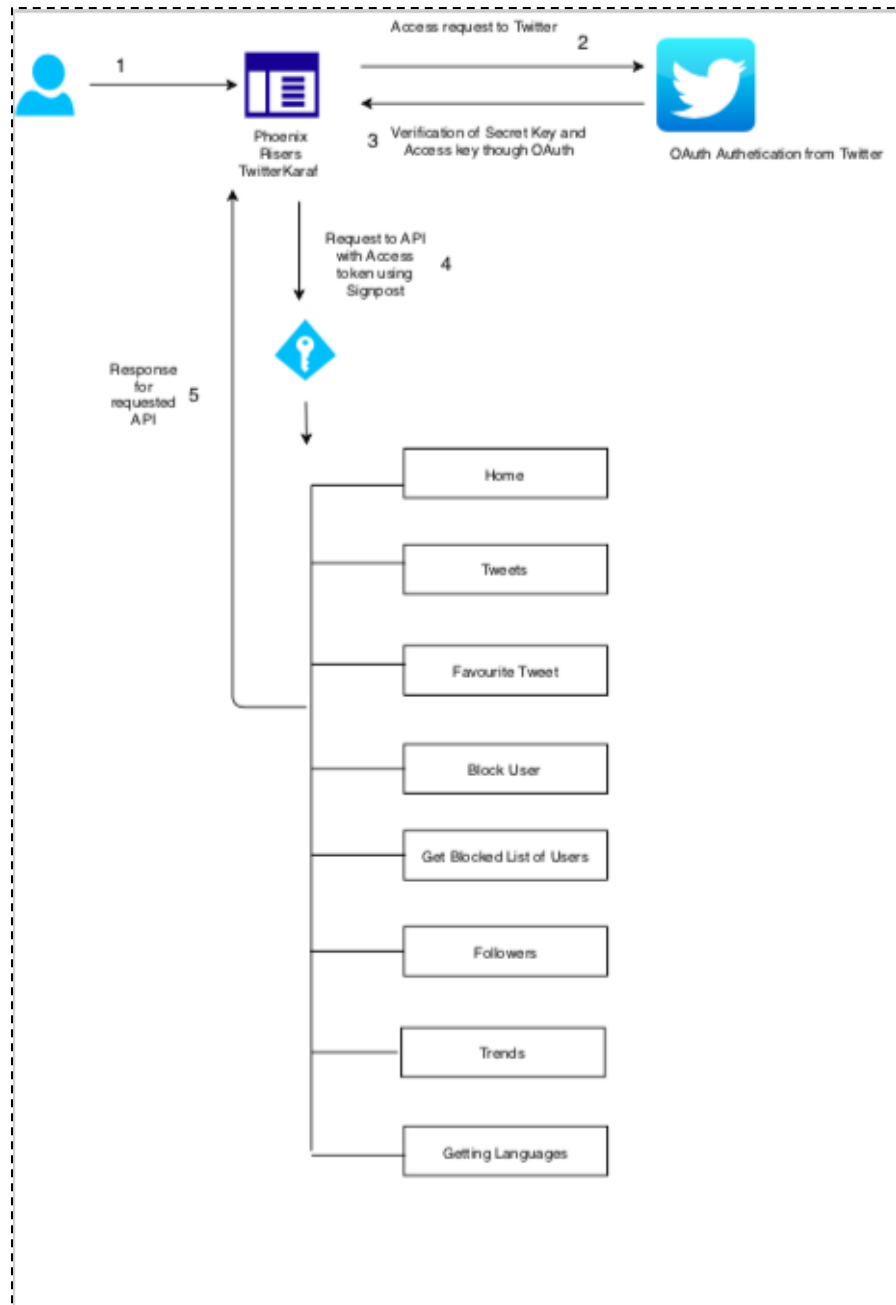 Access request to Twitter
2
1
3
Verification of Secret Key and
Access key though OAuth
Phoenix
Risers
TwitterKaraf
OAuth Authetication from Twitter
Request to API
with Access
token using
Signpost
4
Response
for
requested
API
5
Home
Tweets
Favourite Tweet
Block User
Get Blocked List of Users
Followers
Trends
Getting Languages